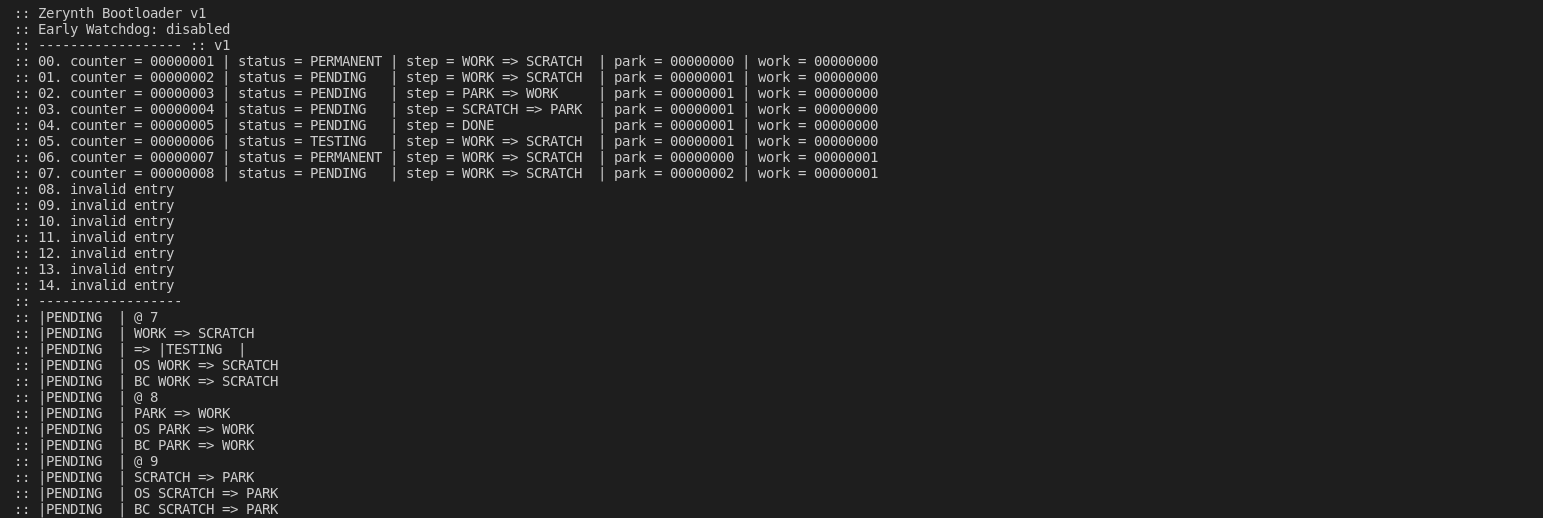 :: Zerynth Bootloader v1
:: Early Watchdog: disabled
:: ------------------ :: v1
:: 00. counter = 00000001 | status = PERMANENT | step = WORK => SCRATCH  | park = 00000000 | work = 00000000
:: 01. counter = 00000002 | status = PENDING   | step = WORK => SCRATCH  | park = 00000001 | work = 00000000
:: 02. counter = 00000003 | status = PENDING   | step = PARK => WORK     | park = 00000001 | work = 00000000
:: 03. counter = 00000004 | status = PENDING   | step = SCRATCH => PARK  | park = 00000001 | work = 00000000
:: 04. counter = 00000005 | status = PENDING   | step = DONE             | park = 00000001 | work = 00000000
:: 05. counter = 00000006 | status = TESTING   | step = WORK => SCRATCH  | park = 00000001 | work = 00000000
:: 06. counter = 00000007 | status = PERMANENT | step = WORK => SCRATCH  | park = 00000000 | work = 00000001
:: 07. counter = 00000008 | status = PENDING   | step = WORK => SCRATCH  | park = 00000002 | work = 00000001
:: 08. invalid entry
:: 09. invalid entry
:: 10. invalid entry
:: 11. invalid entry
:: 12. invalid entry
:: 13. invalid entry
:: 14. invalid entry
:: ------------------
:: |PENDING  | @ 7
:: |PENDING  | WORK => SCRATCH
:: |PENDING  | => |TESTING  |
:: |PENDING  | OS WORK => SCRATCH
:: |PENDING  | BC WORK => SCRATCH
:: |PENDING  | @ 8
:: |PENDING  | PARK => WORK
:: |PENDING  | OS PARK => WORK
:: |PENDING  | BC PARK => WORK
:: |PENDING  | @ 9
:: |PENDING  | SCRATCH => PARK
:: |PENDING  | OS SCRATCH => PARK
:: |PENDING  | BC SCRATCH => PARK